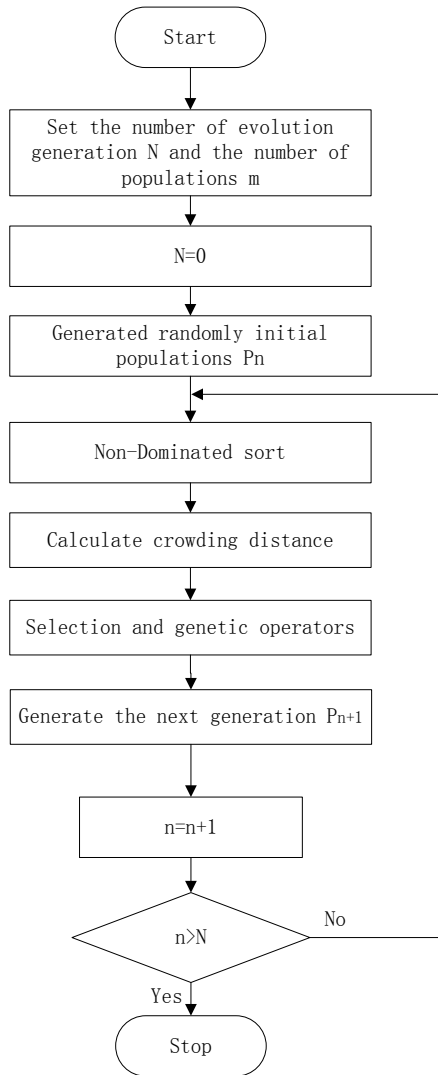 Start
Set the number of evolution
generation N and the number of
populations m
N=0
Generated randomly initial
populations Pn
Non-Dominated sort
Calculate crowding distance
Selection and genetic operators
Generate the next generation Pn+1
n=n+1
n>N
No
Yes
Stop